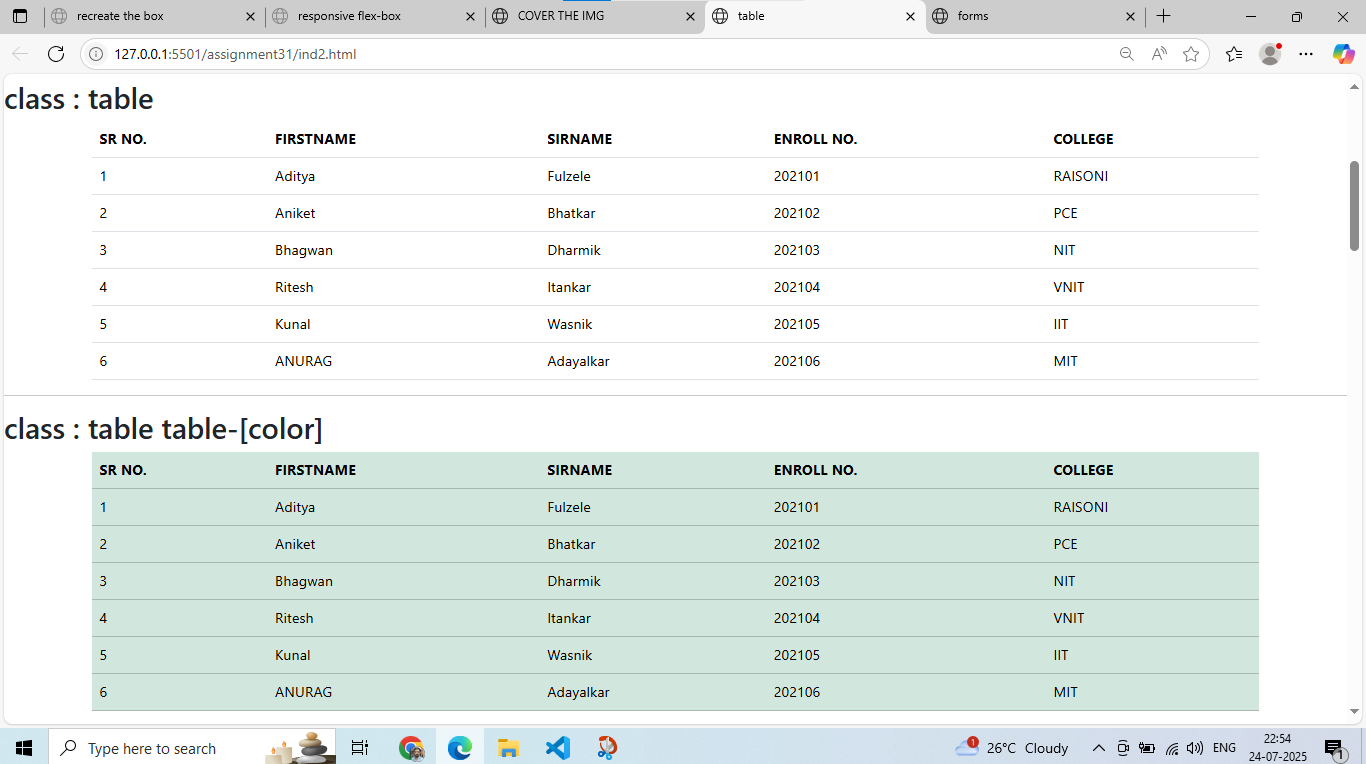 recreate the box responsive flex-box COVER THE IMG table forms
127.0.0.1:5501/assignment31/ind2.html
class : table
SR NO. FIRSTNAME SIRNAME ENROLL NO. COLLEGE
1 Aditya Fulzele 202101 RAISONI
2 Aniket Bhatkar 202102 PCE
3 Bhagwan Dharmik 202103 NIT
4 Ritesh Itankar 202104 VNIT
5 Kunal Wasnik 202105 IIT
6 ANURAG Adayalkar 202106 MIT
class : table table-[color]
SR NO. FIRSTNAME SIRNAME ENROLL NO. COLLEGE
1 Aditya Fulzele 202101 RAISONI
2 Aniket Bhatkar 202102 PCE
3 Bhagwan Dharmik 202103 NIT
4 Ritesh Itankar 202104 VNIT
5 Kunal Wasnik 202105 IIT
6 ANURAG Adayalkar 202106 MIT
Type here to search 1 26°C Cloudy ENG 22:54 1
24-07-2025